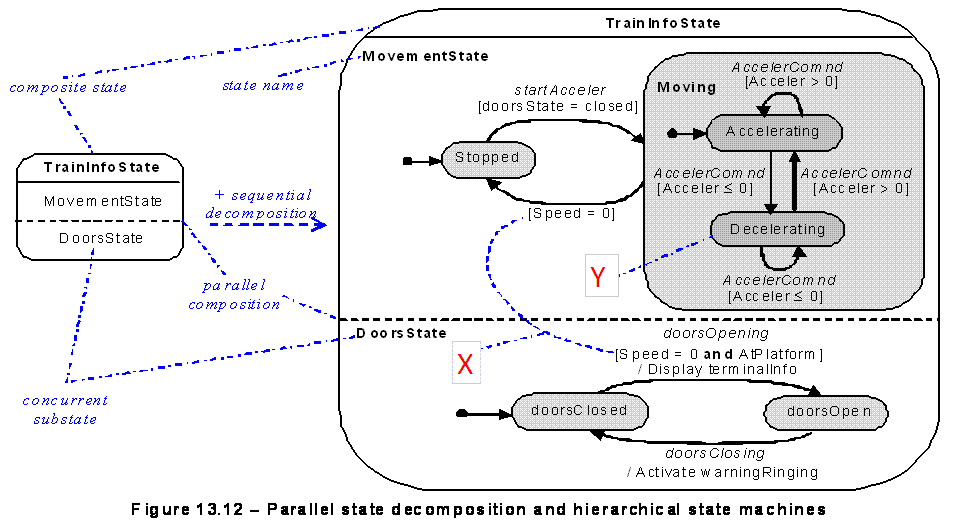 TrainInfoState
MovementState
composite state
state name
AccelerComnd
[Acceler > 0]
Moving
startAcceler
[doorsState = closed]
Accelerating
Stopped
TrainInfoState
MovementState
DoorsState
+ sequential
decomposition
AccelerComnd
[Acceler ≤ 0]
AccelerComnd
[Acceler > 0]
[Speed = 0]
Decelerating
Y
AccelerComnd
[Acceler ≤ 0]
parallel
composition
DoorsState
doorsOpening
[Speed = 0 and AtPlatform]
/ Display terminalInfo
X
concurrent
substate
doorsClosed
doorsOpen
doorsClosing
/ Activate warningRinging
Figure 13.12 – Parallel state decomposition and hierarchical state machines